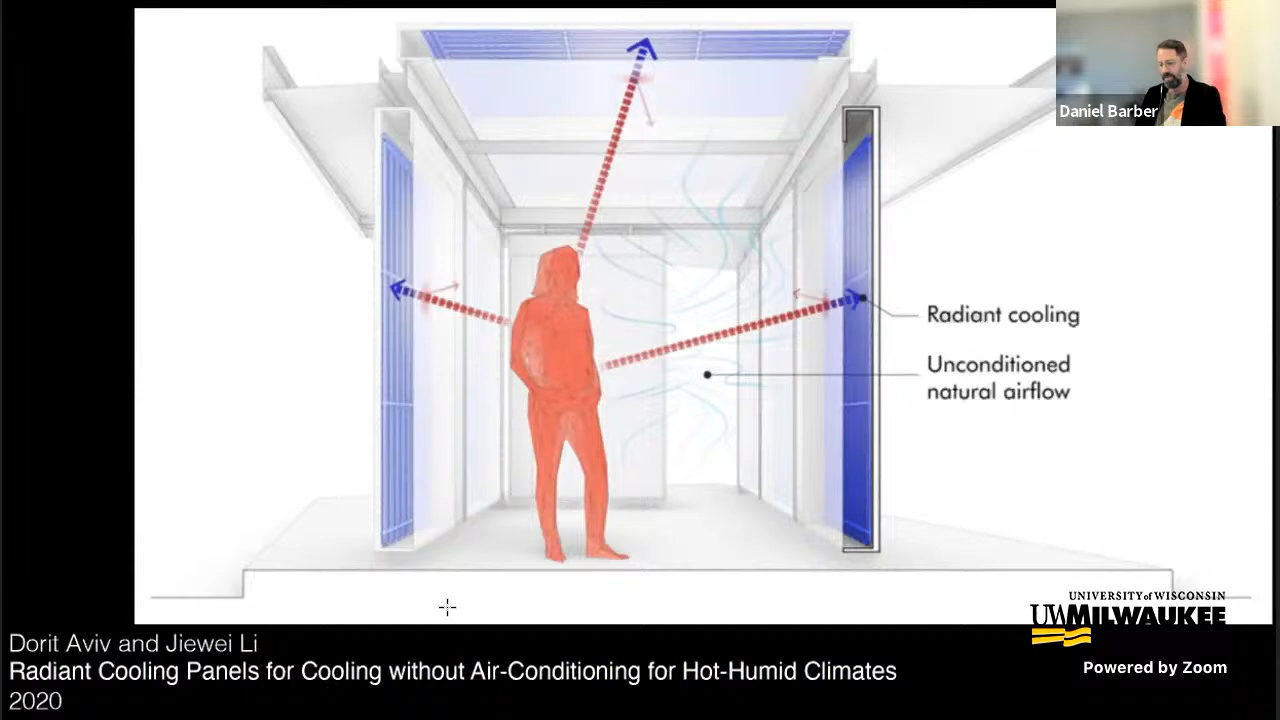 Daniel Barber
Radiant cooling
Unconditioned
natural airflow
UNIVERSITY of WISCONSIN
UWMILWAUKEE
Powered by Zoom
Dorit Aviv and Jiewei Li
Radiant Cooling Panels for Cooling without Air-Conditioning for Hot-Humid Climates
2020